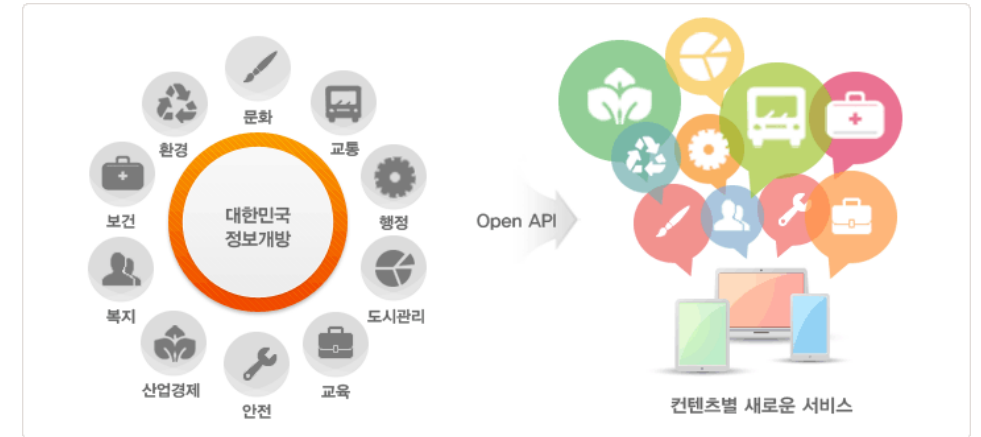 문화
환경
교통
보건
대한민국
정보개방
행정
Open API
복지
도시관리
산업경제
안전
교육
컨텐츠별 새로운 서비스